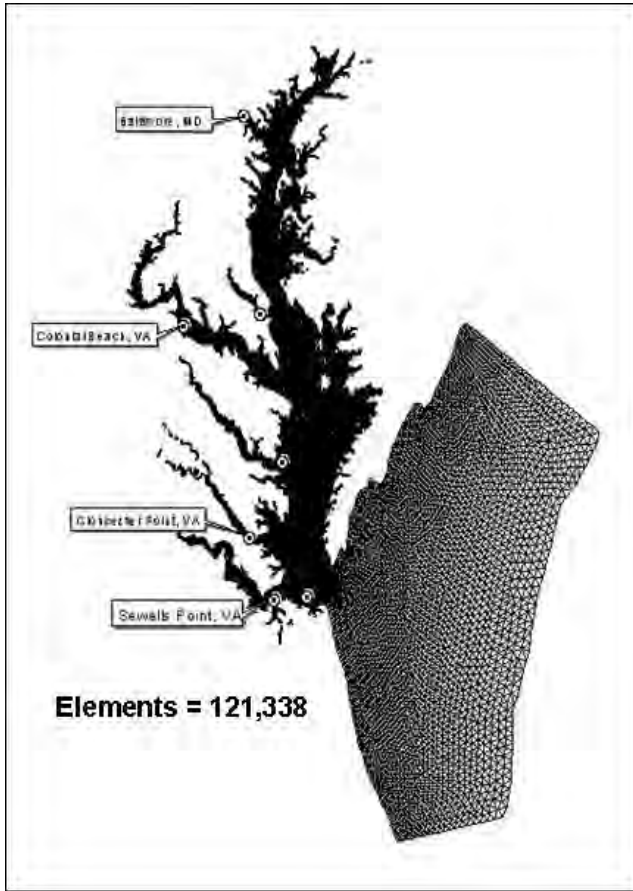 Baltimore, MD
Colonial Beach, VA
Gloucester Point, VA
Sewells Point, VA
Elements = 121,338